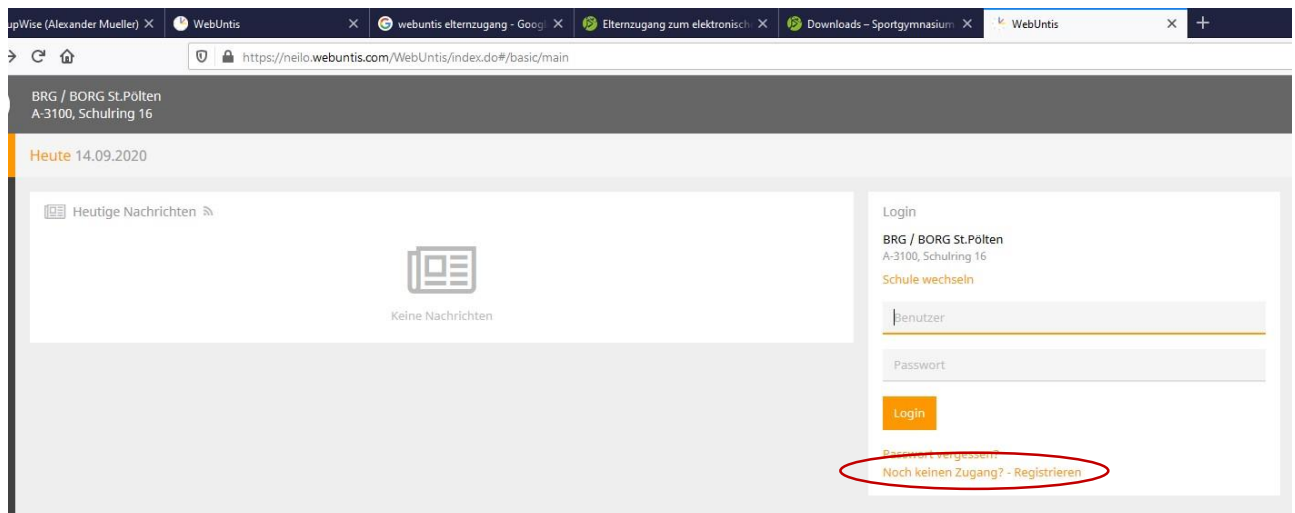 upWise (Alexander Mueller)
WebUntis
webuntis elternzugang - Goog
Elternzugang zum elektronisch
Downloads – Sportgymnasium
WebUntis
https://neilo.webuntis.com/WebUntis/index.do#/basic/main
BRG / BORG St.Pölten
A-3100, Schulring 16
Heute 14.09.2020
Heutige Nachrichten
Keine Nachrichten
Login
BRG / BORG St.Pölten
A-3100, Schulring 16
Schule wechseln
Benutzer
Passwort
Login
Passwort vergessen?
Noch keinen Zugang? - Registrieren